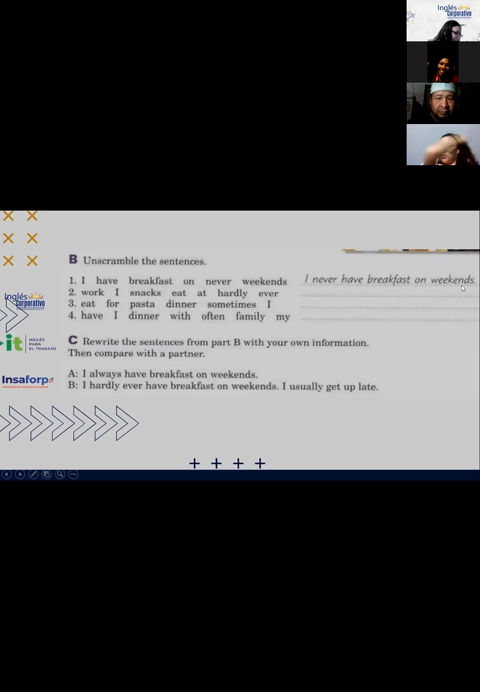 Inglés
Corporativo
B Unscramble the sentences.
1. I have breakfast on never weekends
I never have breakfast on weekends.
2. work I snacks eat at hardly ever
3. eat for pasta dinner sometimes I
4. have I dinner with often family my
C Rewrite the sentences from part B with your own information.
Then compare with a partner.
A: I always have breakfast on weekends.
B: I hardly ever have breakfast on weekends. I usually get up late.
Inglés
Corporativo
it INGLÉS
PARA
EL TRABAJO
Insaforp